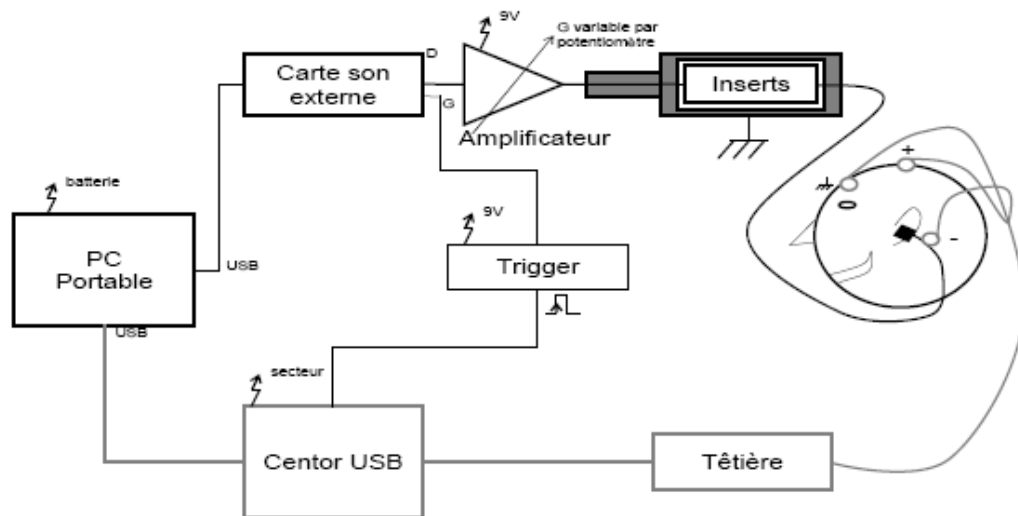 9V
G variable par
potentiomètre
D
Carte son
externe
G
Inserts
Amplificateur
batterie
+
-
9V
PC
Portable
USB
Trigger
USB
secteur
Centor USB
Têtière